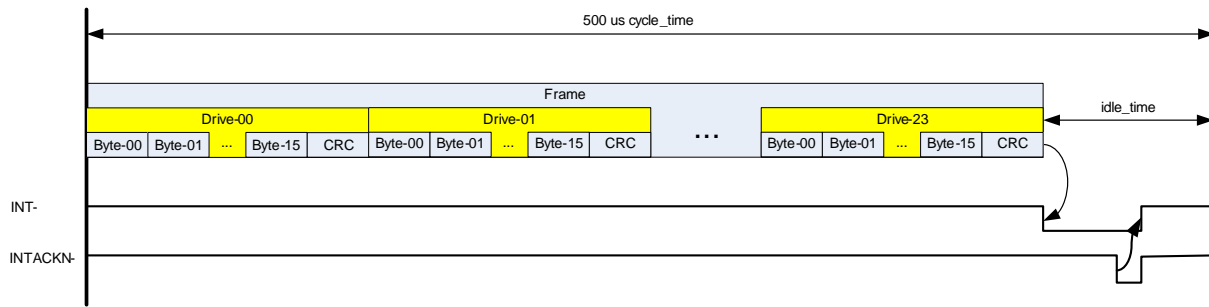 500 us cycle_time
Frame
Drive-00 Drive-01 ... Drive-23 idle_time
Byte-00 Byte-01 ... Byte-15 CRC Byte-00 Byte-01 ... Byte-15 CRC Byte-00 Byte-01 ... Byte-15 CRC
INT-
INTACKN-